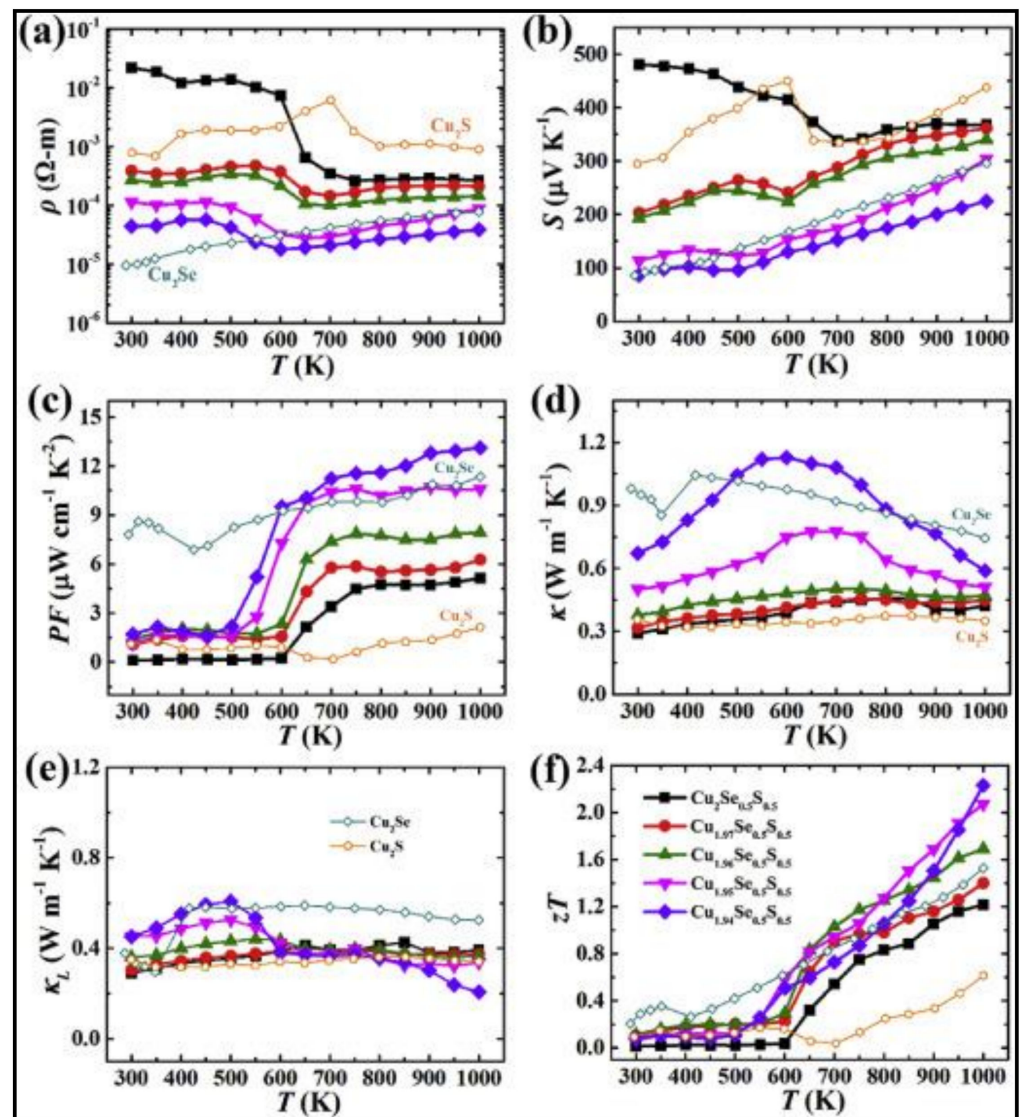 (a)
10⁻¹
10⁻²
10⁻³
10⁻⁴
10⁻⁵
10⁻⁶
ρ (Ω-m)
Cu₂S
Cu₂Se
300 400 500 600 700 800 900 1000
T (K)
(b)
500
400
300
200
100
0
S (μV K⁻¹)
300 400 500 600 700 800 900 1000
T (K)
(c)
15
12
9
6
3
0
PF (μW cm⁻¹ K⁻²)
Cu₂Se
Cu₂S
300 400 500 600 700 800 900 1000
T (K)
(d)
1.2
0.9
0.6
0.3
0.0
κ (W m⁻¹ K⁻¹)
Cu₂Se
Cu₂S
300 400 500 600 700 800 900 1000
T (K)
(e)
1.2
0.8
0.4
0.0
κL (W m⁻¹ K⁻¹)
Cu₂Se
Cu₂S
300 400 500 600 700 800 900 1000
T (K)
(f)
2.4
2.0
1.6
1.2
0.8
0.4
0.0
zT
Cu₂Se₀.₅S₀.₅
Cu₁.₉₇Se₀.₅S₀.₅
Cu₁.₉₆Se₀.₅S₀.₅
Cu₁.₉₅Se₀.₅S₀.₅
Cu₁.₉₄Se₀.₅S₀.₅
300 400 500 600 700 800 900 1000
T (K)